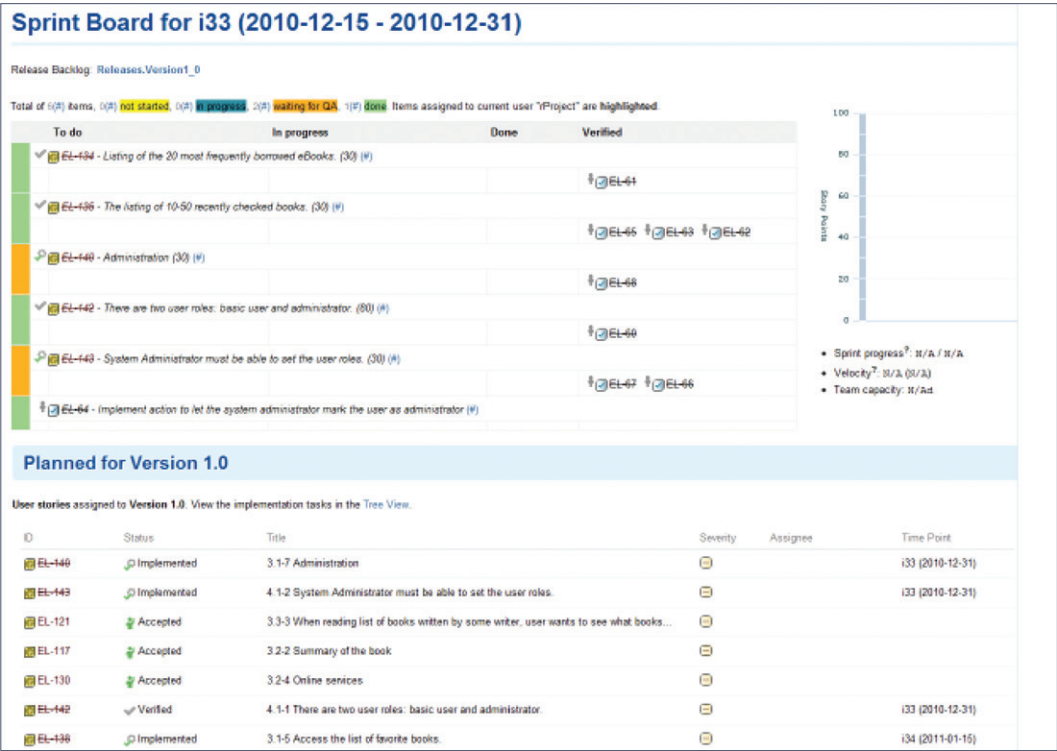 Sprint Board for i33 (2010-12-15 - 2010-12-31)
Release Backlog: Releases.Version1_0
Total of 6(#) items, 0(#) not started, 0(#) in progress, 2(#) waiting for QA, 1(#) done. Items assigned to current user "rProject" are highlighted.
To do In progress Done Verified
EL-134 - Listing of the 20 most frequently borrowed eBooks. (30) (#)
EL-61
EL-135 - The listing of 10-50 recently checked books. (30) (#)
EL-65 EL-63 EL-62
EL-140 - Administration (30) (#)
EL-68
EL-142 - There are two user roles: basic user and administrator. (80) (#)
EL-60
EL-143 - System Administrator must be able to set the user roles. (30) (#)
EL-67 EL-66
EL-64 - Implement action to let the system administrator mark the user as administrator (#)
100
80
60
40
20
0
Story Points
Sprint progress?: N/A / N/A
Velocity?: N/A (N/A)
Team capacity: N/Ad
Planned for Version 1.0
User stories assigned to Version 1.0. View the implementation tasks in the Tree View.
ID Status Title Severity Assignee Time Point
EL-140 Implemented 3.1-7 Administration i33 (2010-12-31)
EL-143 Implemented 4.1-2 System Administrator must be able to set the user roles. i33 (2010-12-31)
EL-121 Accepted 3.3-3 When reading list of books written by some writer, user wants to see what books...
EL-117 Accepted 3.2-2 Summary of the book
EL-130 Accepted 3.2-4 Online services
EL-142 Verified 4.1-1 There are two user roles: basic user and administrator. i33 (2010-12-31)
EL-138 Implemented 3.1-5 Access the list of favorite books. i34 (2011-01-15)